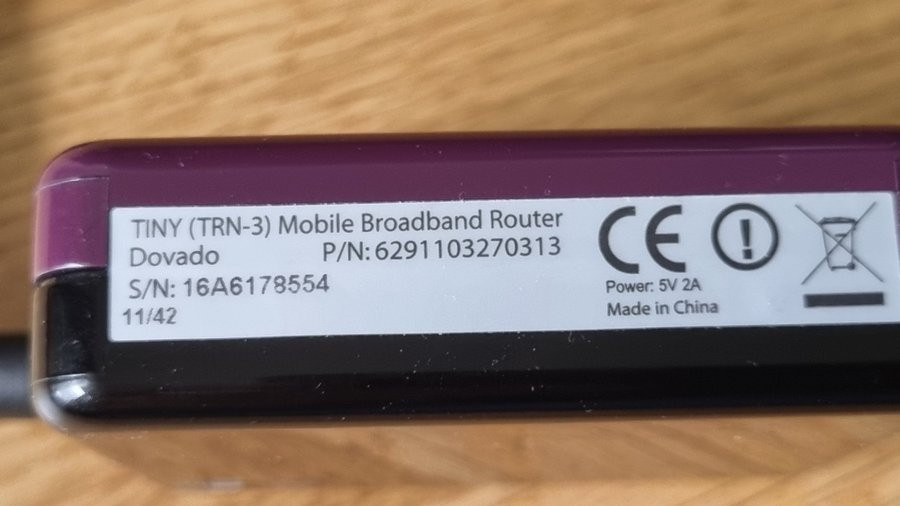 TINY (TRN-3) Mobile Broadband Router
Dovado P/N: 6291103270313
S/N: 16A6178554
11/42
CE
Power: 5V 2A
Made in China